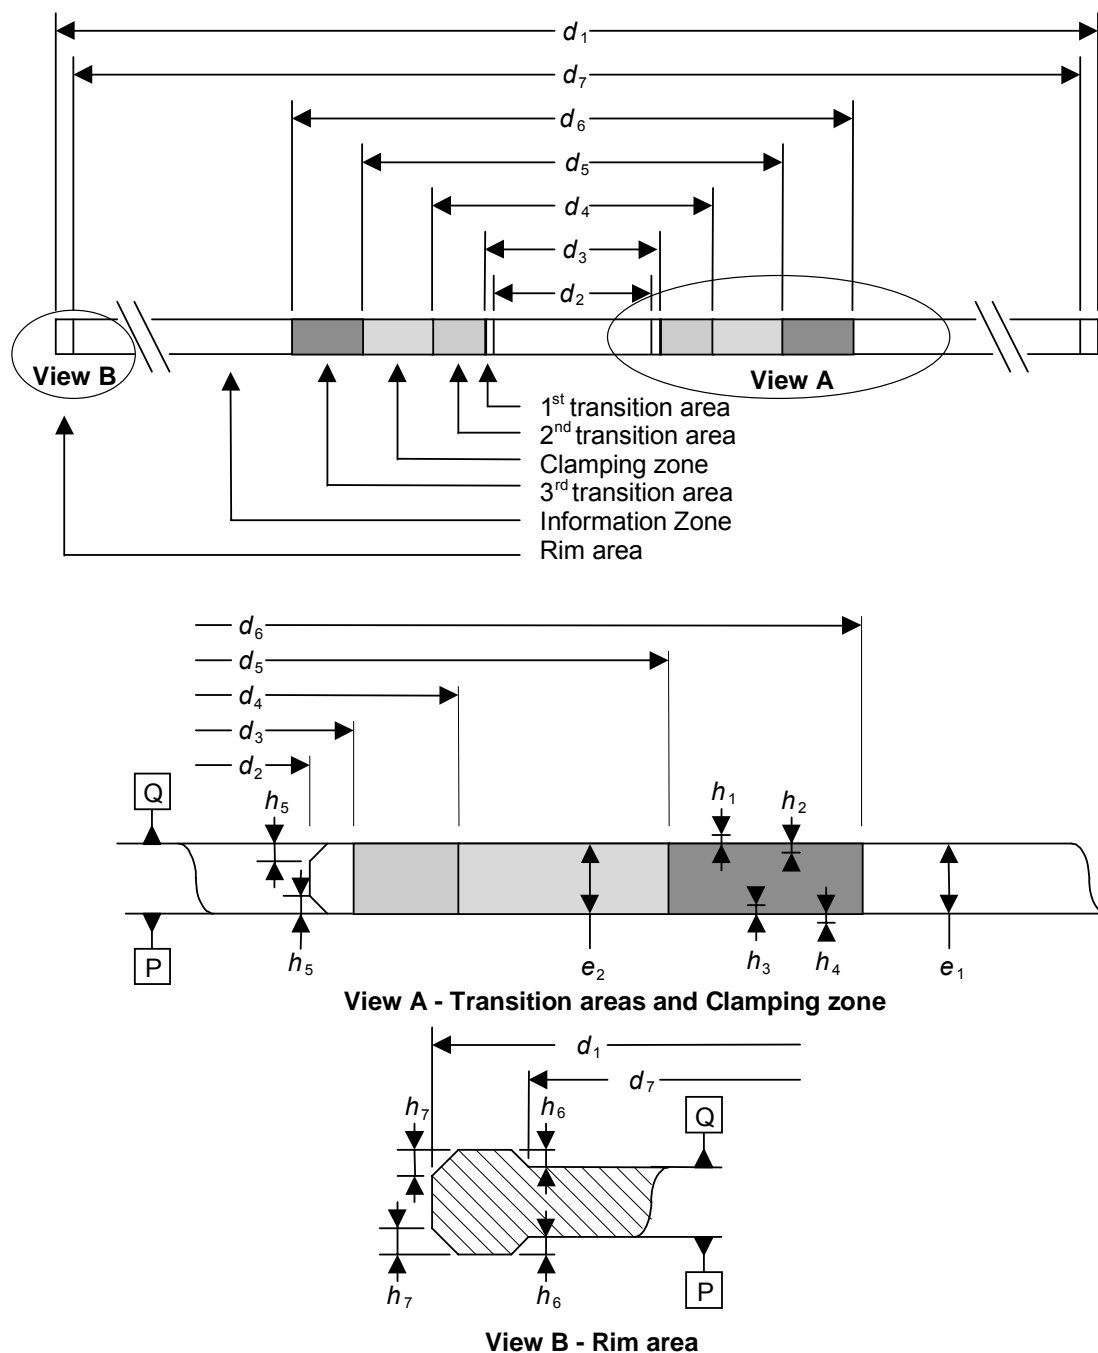 d1
d7
d6
d5
d4
d3
d2
View B
View A
1st transition area
2nd transition area
Clamping zone
3rd transition area
Information Zone
Rim area
d6
d5
d4
d3
d2
Q
h5
h1
h2
P
h5
e2
h3
h4
e1
View A - Transition areas and Clamping zone
d1
d7
h7
h6
Q
h7
h6
P
View B - Rim area